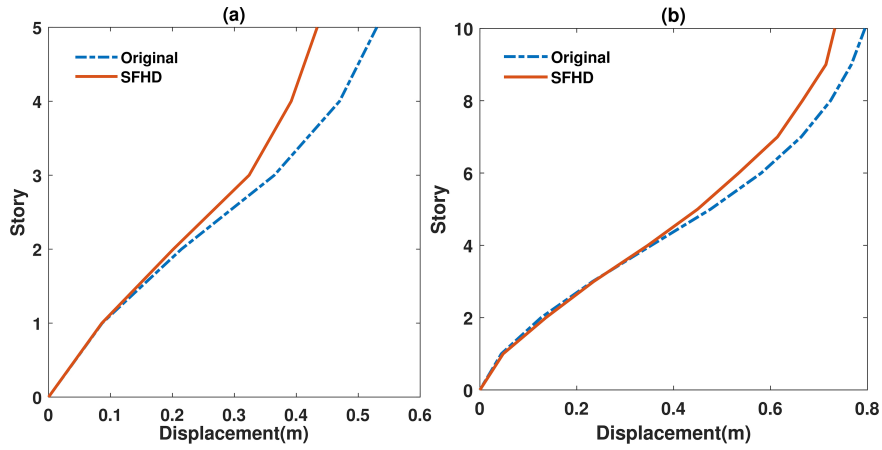 (a)
5
4
3
2
1
0
Original
SFHD
Story
0 0.1 0.2 0.3 0.4 0.5 0.6
Displacement(m)
(b)
10
8
6
4
2
0
Original
SFHD
Story
0 0.2 0.4 0.6 0.8
Displacement(m)